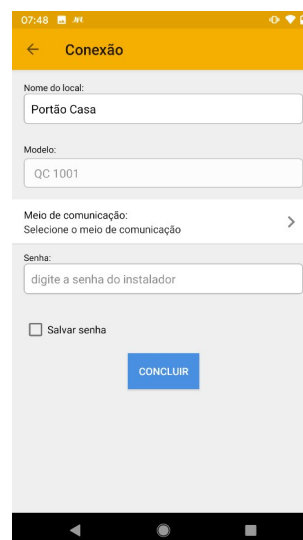 07:48
Conexão
Nome do local:
Portão Casa
Modelo:
QC 1001
Meio de comunicação:
Selecione o meio de comunicação
Senha:
digite a senha do instalador
Salvar senha
CONCLUIR